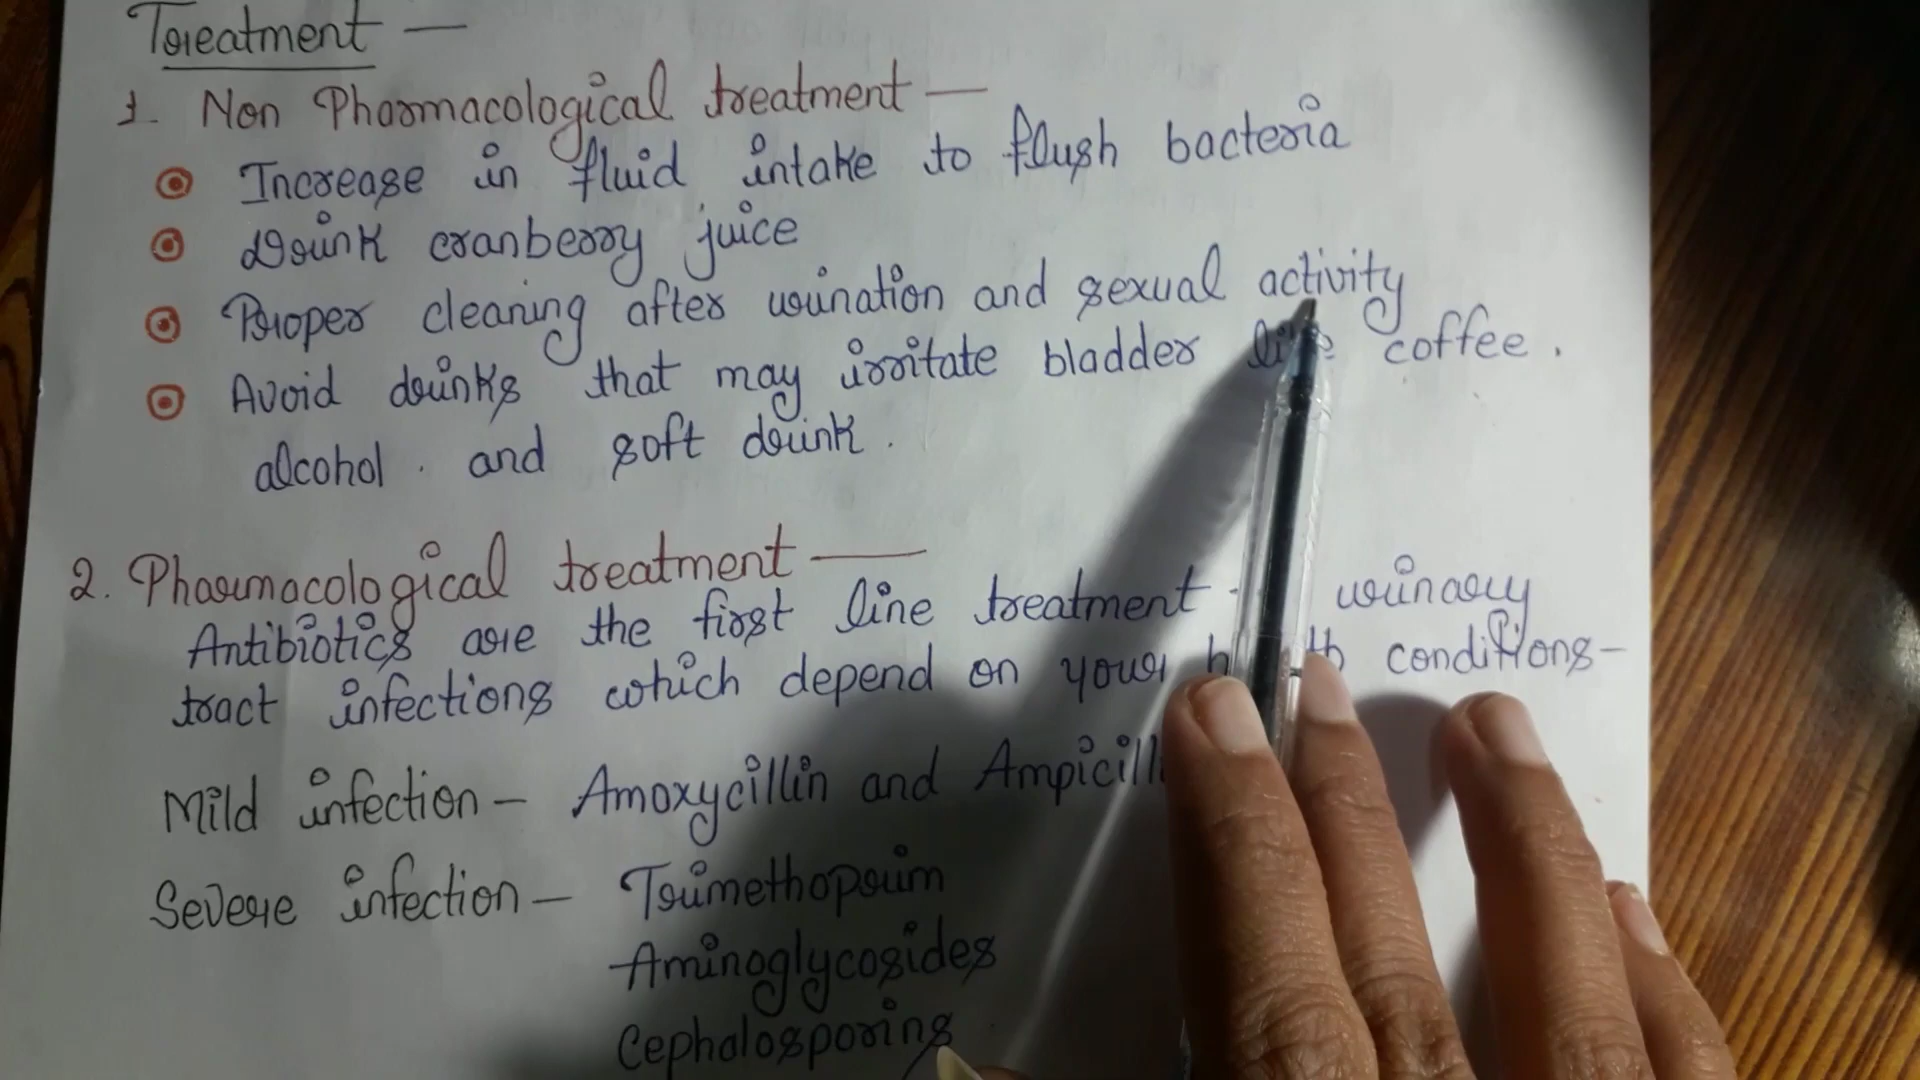 Treatment —
1. Non Pharmacological treatment —
Increase in fluid intake to flush bacteria
Drink cranberry juice
Proper cleaning after urination and sexual activity
Avoid drinks that may irritate bladder like coffee.
alcohol. and soft drink.
2. Pharmacological treatment —
Antibiotics are the first line treatment urinary
tract infections which depend on your conditions-
Mild infection - Amoxycillin and
Severe infection - Trimethoprim
Aminoglycosides
Cephalosporins